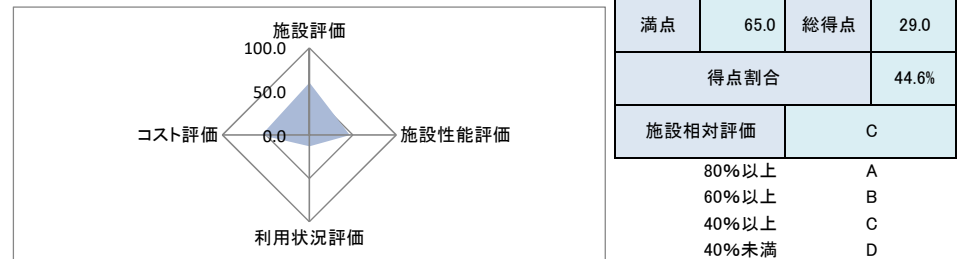 施設評価
100.0
50.0
0.0
コスト評価
施設性能評価
利用状況評価
満点 65.0 総得点 29.0
得点割合 44.6%
施設相対評価 C
80%以上 A
60%以上 B
40%以上 C
40%未満 D